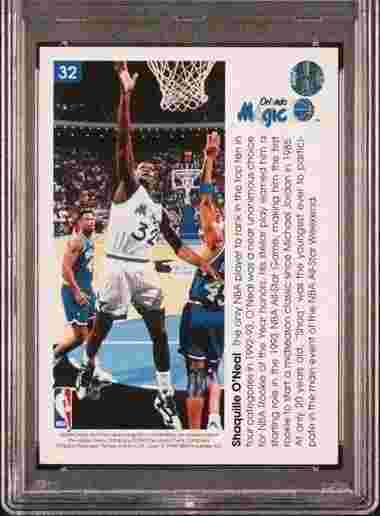 32
Orlando
Magic
32
Shaquille O'Neal The only NBA player to rank in the top ten in
four categories in 1992-93, O'Neal was a near unanimous choice
for NBA Rookie of the Year honors. His stellar play earned him a
starting role in the 1993 NBA All-Star Game, making him the first
rookie to start a midseason classic since Michael Jordan in 1985.
At only 20 years old, "Shaq" was the youngest ever to partici-
pate in the main event of the NBA All-Star Weekend.